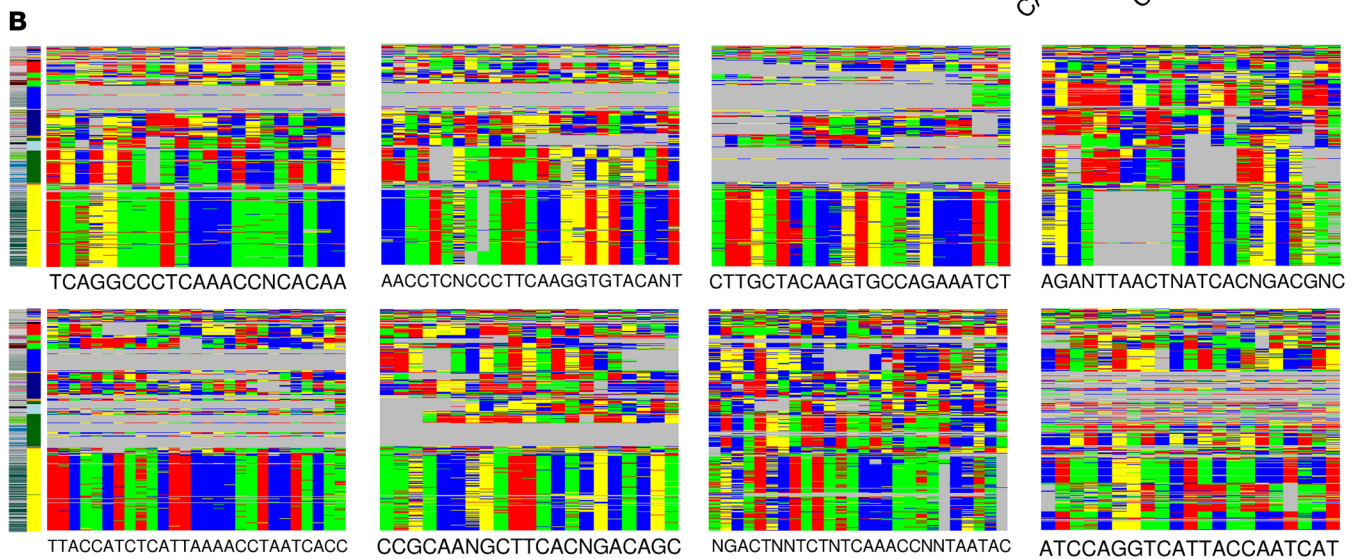 B
TCAGGCCCTCAAACCNCACAA
AACCTCNCCCTTCAAGGTGTACANT
CTTGCTACAAGTGCCAGAAATCT
AGANTTAACTNATCACNGACGNC
TTACCATCTCATTAAAACCTAATCACC
CCGCAANGCTTCACNGACAGC
NGACTNNTCTNTCAAACCNNTAATAC
ATCCAGGTCATTACCAATCAT